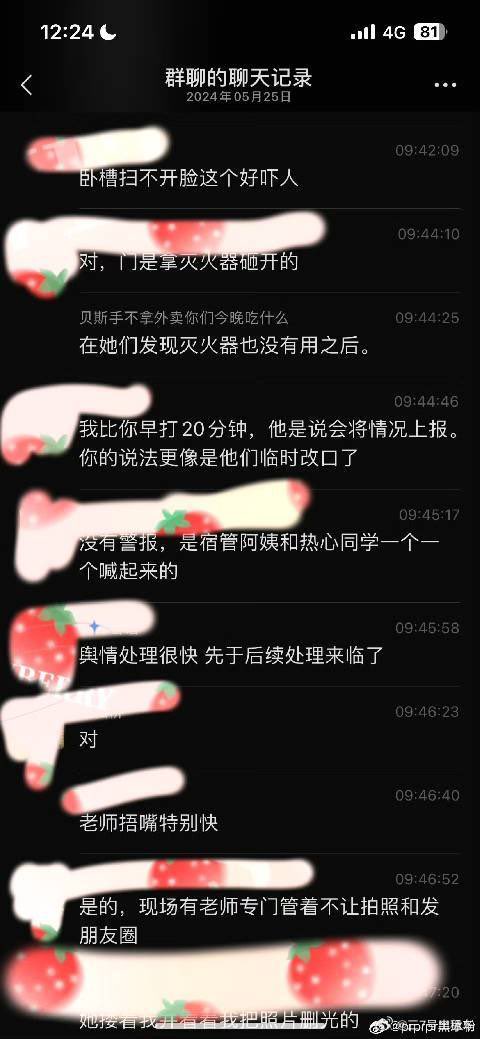 12:24
4G 81
群聊的聊天记录
2024年05月25日
09:42:09
卧槽扫不开脸这个好吓人
09:44:10
对，门是拿灭火器砸开的
贝斯手不拿外卖你们今晚吃什么
09:44:25
在她们发现灭火器也没有用之后。
09:44:46
我比你早打20分钟，他是说会将情况上报。
你的说法更像是他们临时改口了
09:45:17
没有警报，是宿管阿姨和热心同学一个一
个喊起来的
09:45:58
舆情处理很快 先于后续处理来临了
BERRY
09:46:23
对
09:46:40
老师捂嘴特别快
09:46:52
是的，现场有老师专门管着不让拍照和发
朋友圈
7:20
她接着我并看着我把照片删光的